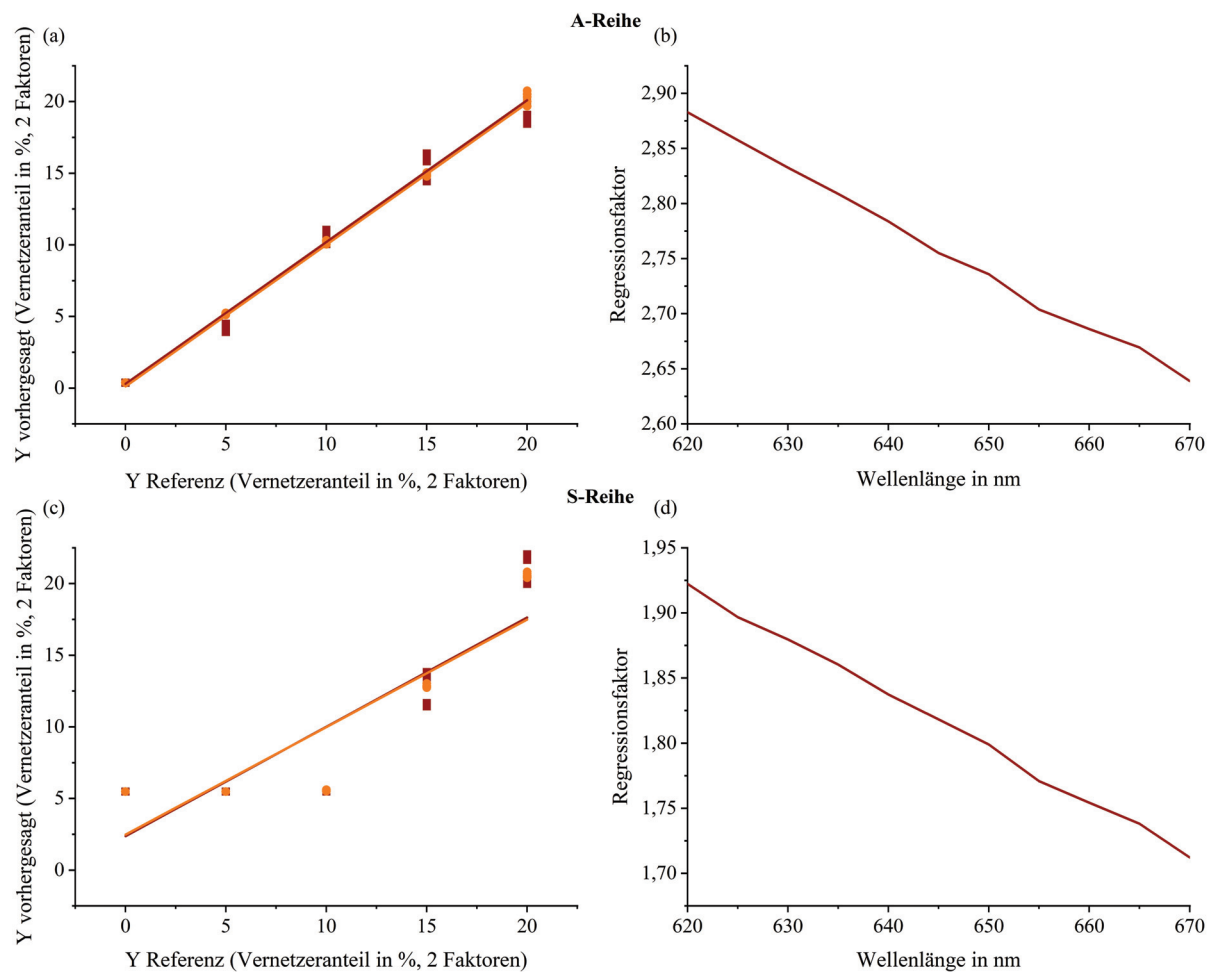 A-Reihe
(a)
Y vorhergesagt (Vernetzeranteil in %, 2 Faktoren)
20
15
10
5
0
0 5 10 15 20
Y Referenz (Vernetzeranteil in %, 2 Faktoren)
(b)
Regressionsfaktor
2,90
2,85
2,80
2,75
2,70
2,65
2,60
620 630 640 650 660 670
Wellenlänge in nm
S-Reihe
(c)
Y vorhergesagt (Vernetzeranteil in %, 2 Faktoren)
20
15
10
5
0
0 5 10 15 20
Y Referenz (Vernetzeranteil in %, 2 Faktoren)
(d)
Regressionsfaktor
1,95
1,90
1,85
1,80
1,75
1,70
620 630 640 650 660 670
Wellenlänge in nm